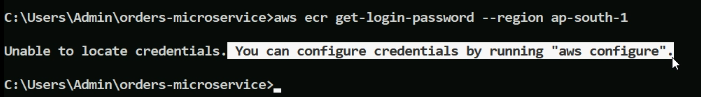 C:\Users\Admin\orders-microservice>aws ecr get-login-password --region ap-south-1
Unable to locate credentials. You can configure credentials by running "aws configure".
C:\Users\Admin\orders-microservice>